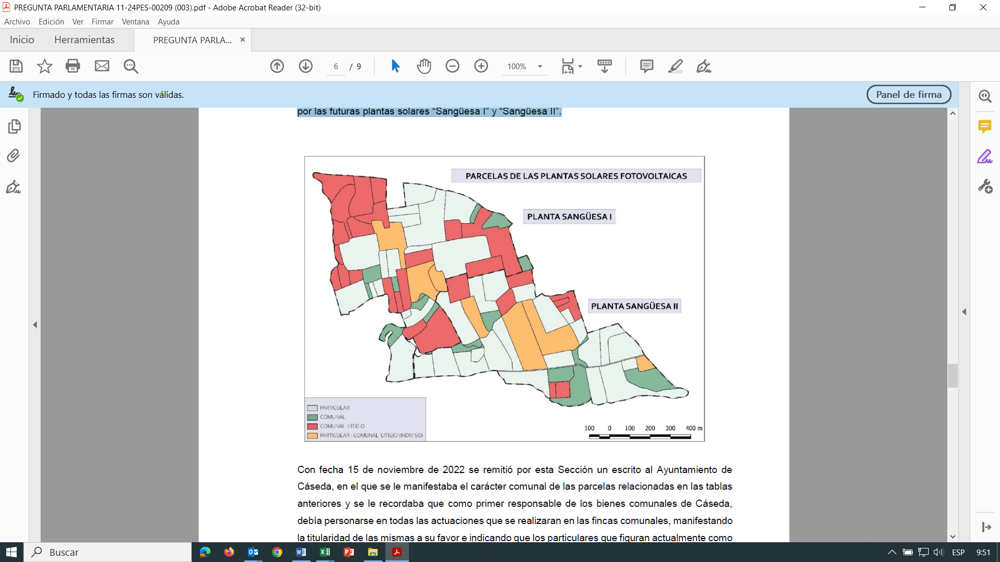 PREGUNTA PARLAMENTARIA 11-24PES-00209 (003).pdf - Adobe Acrobat Reader (32-bit)
Archivo Edición Ver Firmar Ventana Ayuda
Inicio Herramientas PREGUNTA PARLA... ×
6 / 9 100%
Firmado y todas las firmas son válidas.
Panel de firma
por las futuras plantas solares “Sangüesa I” y “Sangüesa II”.
PARCELAS DE LAS PLANTAS SOLARES FOTOVOLTAICAS
PLANTA SANGÜESA I
PLANTA SANGÜESA II
PARTICULAR
COMUNAL
COMUNAL LITIGIO
PARTICULAR - COMUNAL LITIGIO (INDIVISO)
100 0 100 200 300 400 m
Con fecha 15 de noviembre de 2022 se remitió por esta Sección un escrito al Ayuntamiento de
Cáseda, en el que se le manifestaba el carácter comunal de las parcelas relacionadas en las tablas
anteriores y se le recordaba que como primer responsable de los bienes comunales de Cáseda,
debía personarse en todas las actuaciones que se realizaran en las fincas comunales, manifestando
la titularidad de las mismas a su favor e indicando que los particulares que figuran actualmente como
Buscar
ESP 9:51